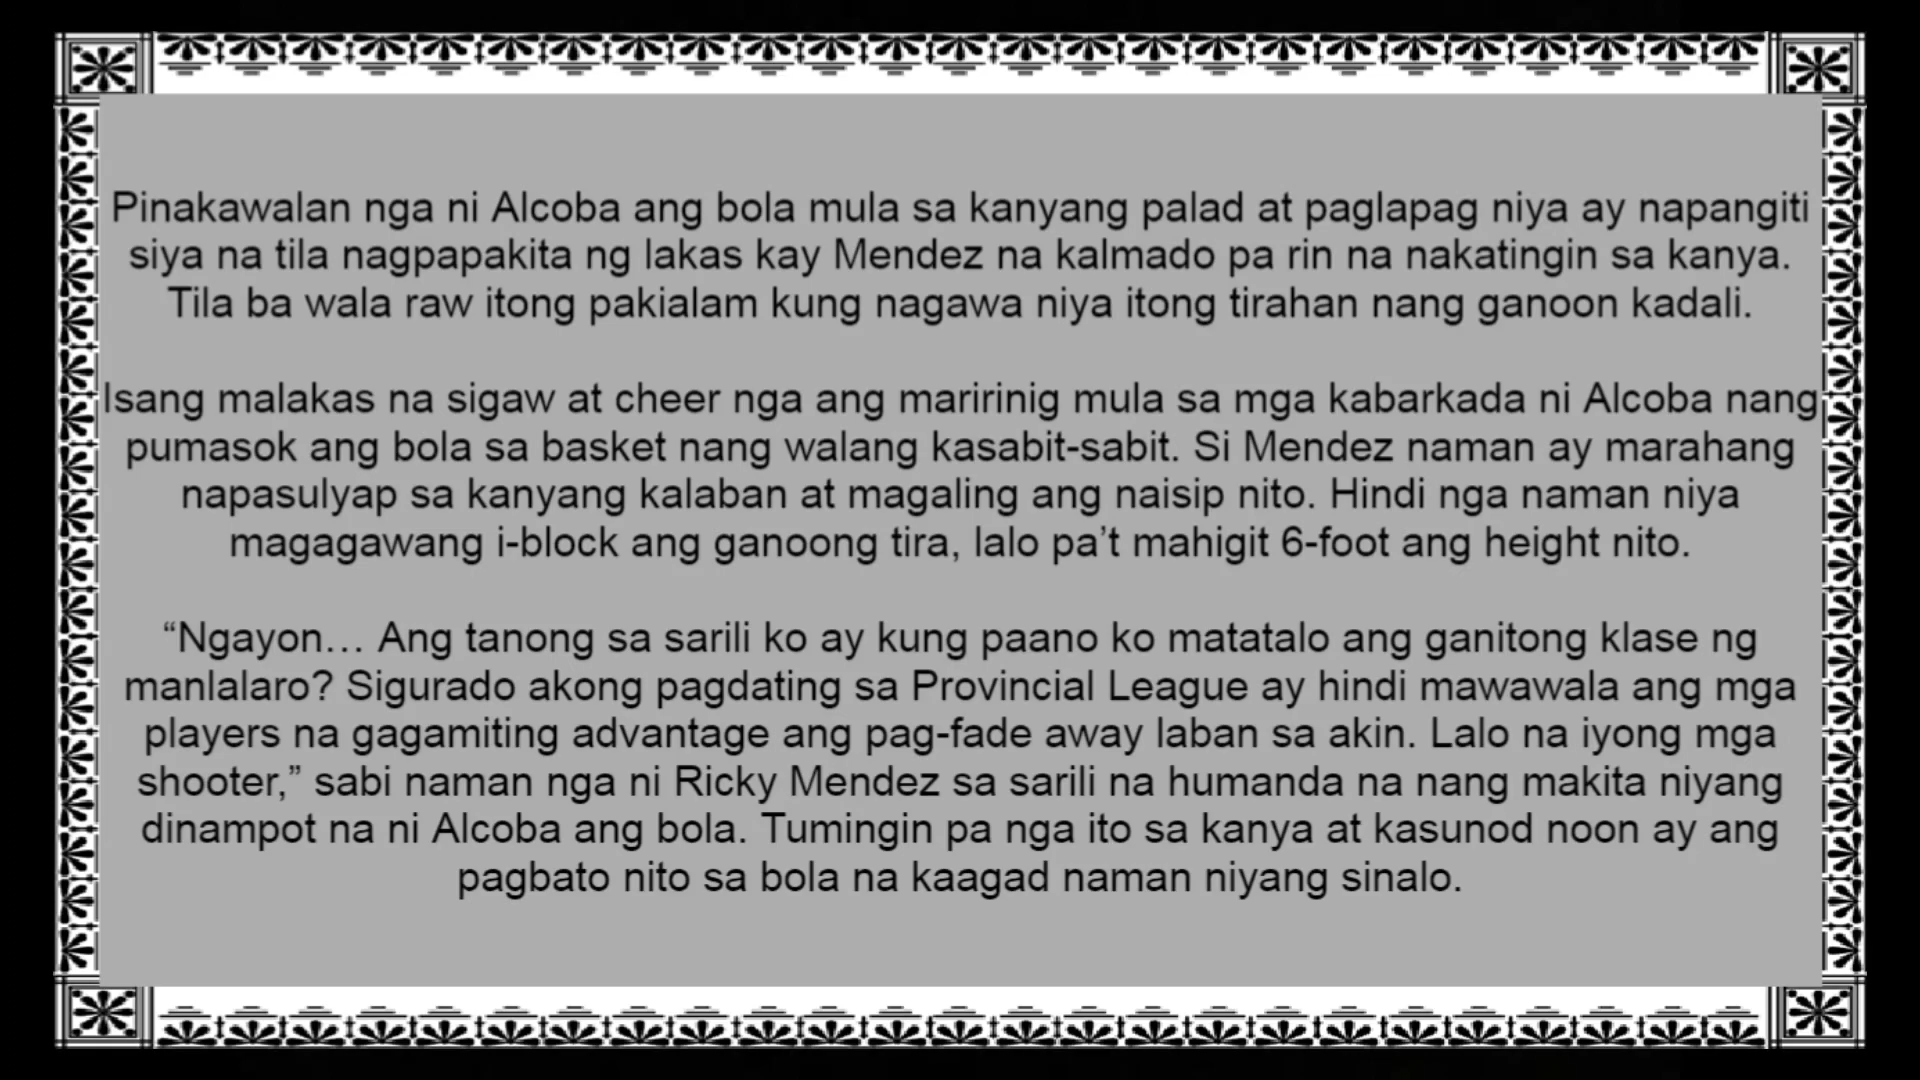 Pinakawalan nga ni Alcoba ang bola mula sa kanyang palad at paglapag niya ay napangiti
siya na tila nagpapakita ng lakas kay Mendez na kalmado pa rin na nakatingin sa kanya.
Tila ba wala raw itong pakialam kung nagawa niya itong tirahan nang ganoon kadali.
Isang malakas na sigaw at cheer nga ang maririnig mula sa mga kabarkada ni Alcoba nang
pumasok ang bola sa basket nang walang kasabit-sabit. Si Mendez naman ay marahang
napasulyap sa kanyang kalaban at magaling ang naisip nito. Hindi nga naman niya
magagawang i-block ang ganoong tira, lalo pa’t mahigit 6-foot ang height nito.
“Ngayon… Ang tanong sa sarili ko ay kung paano ko matatalo ang ganitong klase ng
manlalaro? Sigurado akong pagdating sa Provincial League ay hindi mawawala ang mga
players na gagamiting advantage ang pag-fade away laban sa akin. Lalo na iyong mga
shooter,” sabi naman nga ni Ricky Mendez sa sarili na humanda na nang makita niyang
dinampot na ni Alcoba ang bola. Tumingin pa nga ito sa kanya at kasunod noon ay ang
pagbato nito sa bola na kaagad naman niyang sinalo.